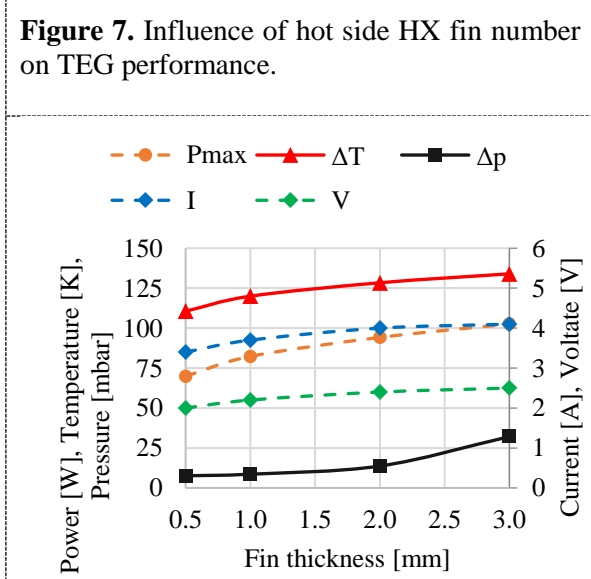 Figure 7. Influence of hot side HX fin number
on TEG performance.
Pmax ΔT Δp
I V
Power [W], Temperature [K],
Pressure [mbar]
150
125
100
75
50
25
0
6
5
4
3
2
1
0
Current [A], Voltate [V]
0.5 1.0 1.5 2.0 2.5 3.0
Fin thickness [mm]